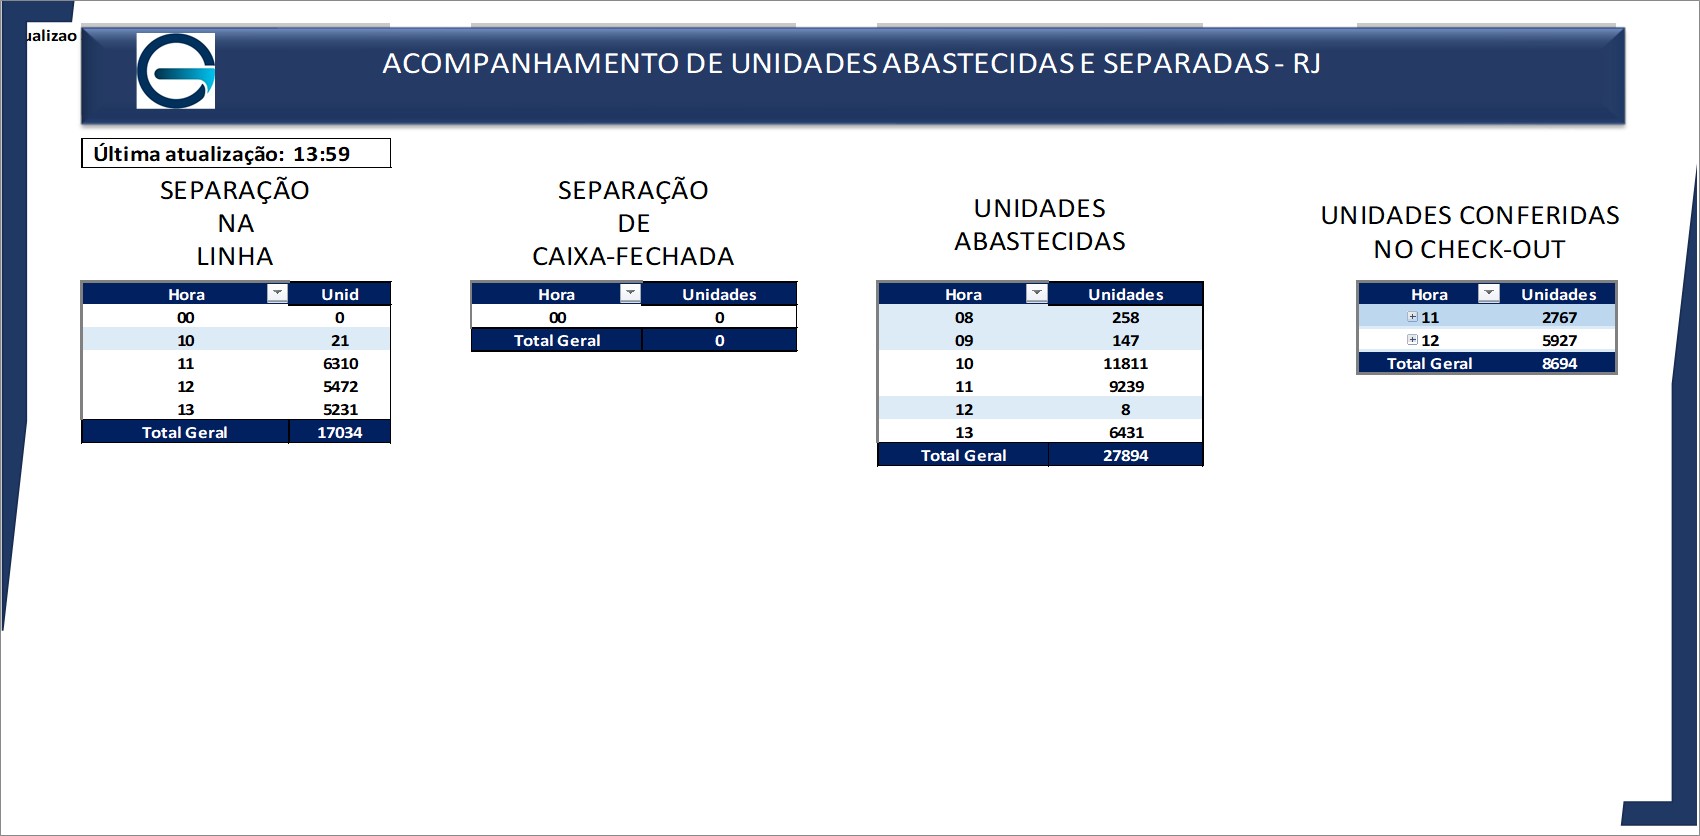 ualizao
ACOMPANHAMENTO DE UNIDADES ABASTECIDAS E SEPARADAS - RJ
Última atualização: 13:59
SEPARAÇÃO
NA
LINHA
Hora Unid
00 0
10 21
11 6310
12 5472
13 5231
Total Geral 17034
SEPARAÇÃO
DE
CAIXA-FECHADA
Hora Unidades
00 0
Total Geral 0
UNIDADES
ABASTECIDAS
Hora Unidades
08 258
09 147
10 11811
11 9239
12 8
13 6431
Total Geral 27894
UNIDADES CONFERIDAS
NO CHECK-OUT
Hora Unidades
11 2767
12 5927
Total Geral 8694